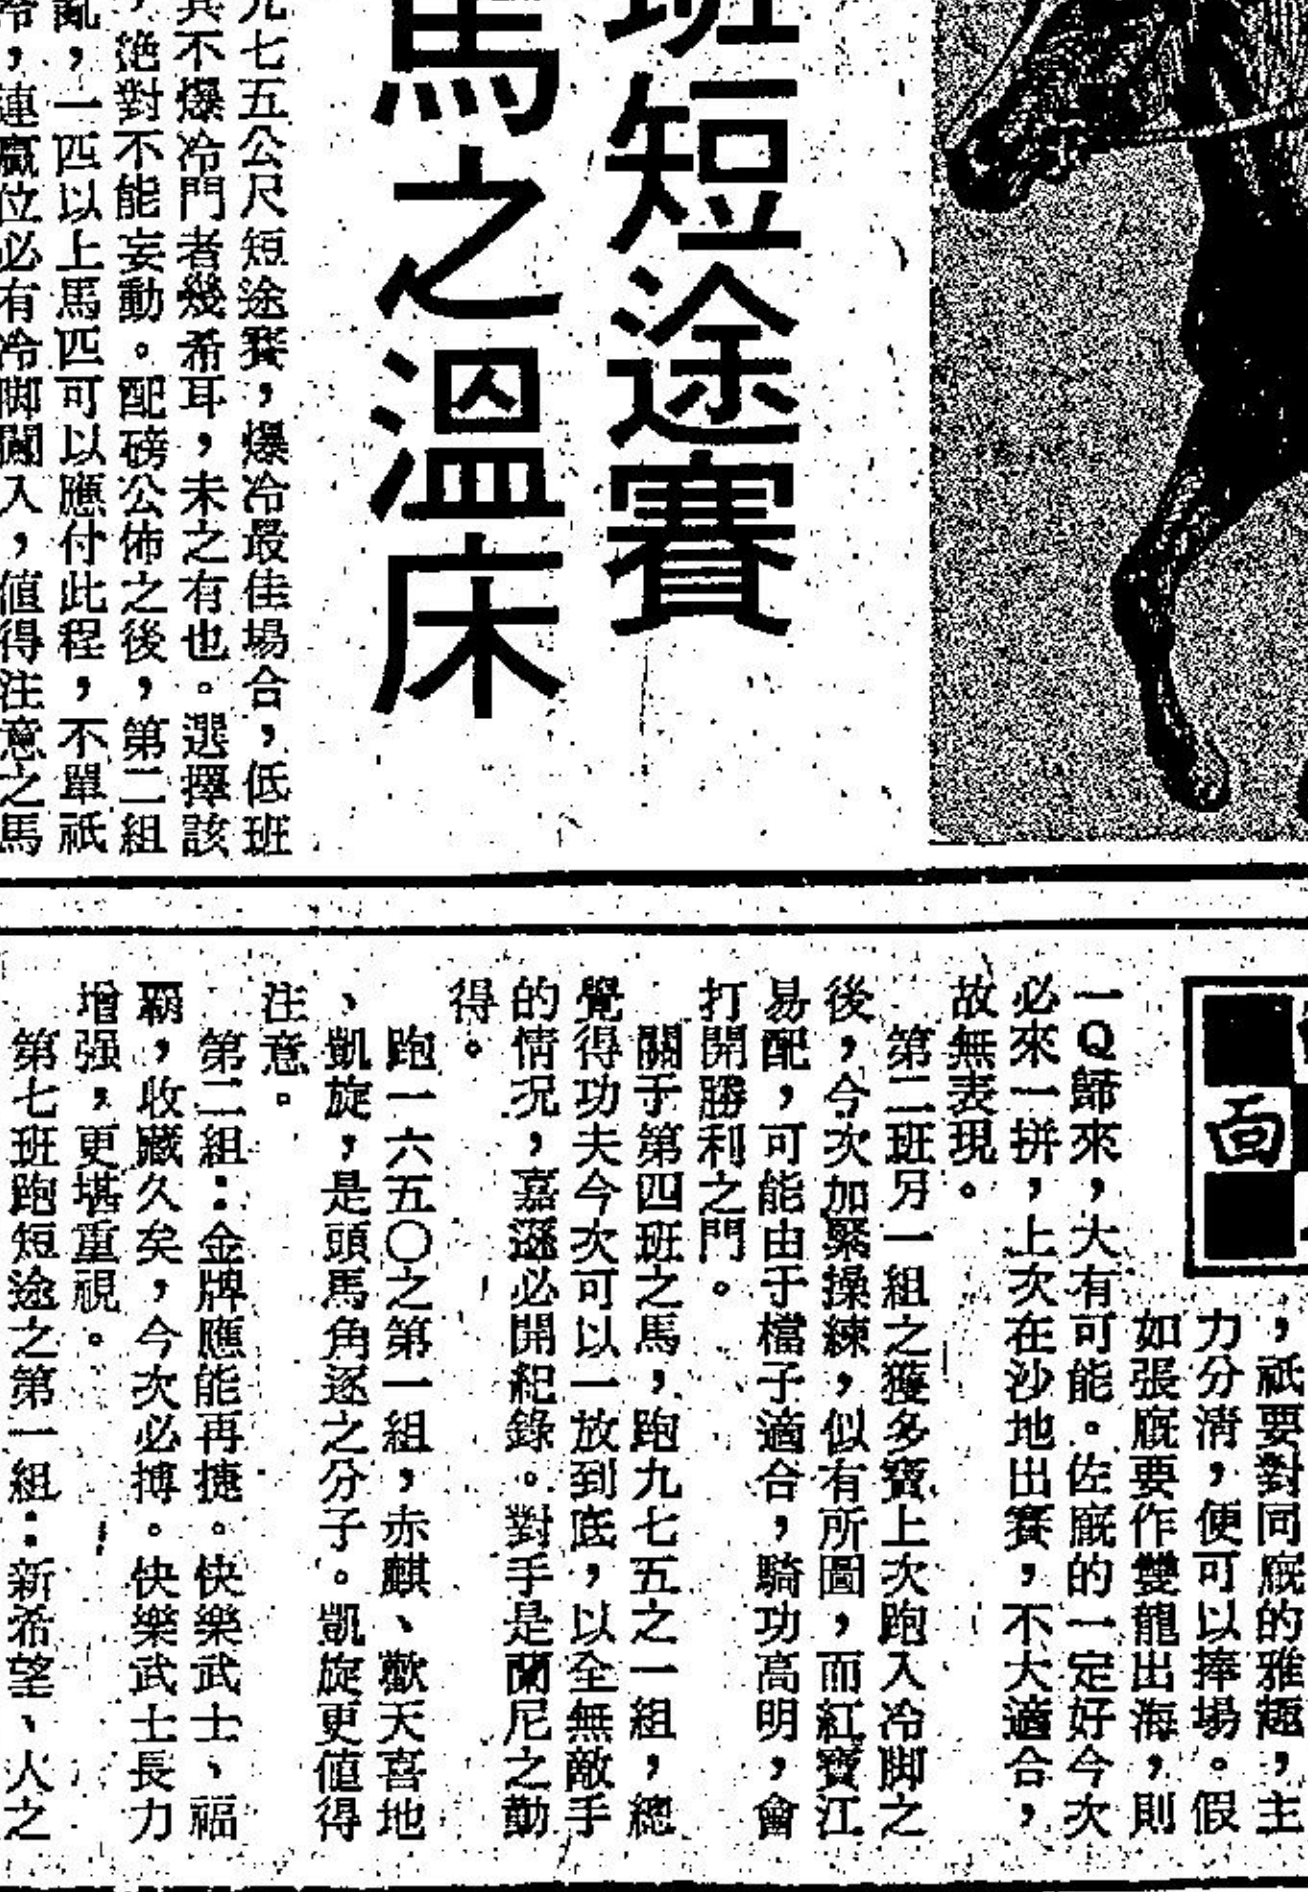 班短途賽
馬之溫床
九七五公尺短途賽，爆冷最佳場合，低班
其不爆冷門者幾希耳，未之有也。選擇該
，絶對不能妄動。配磅公佈之後，第二組
亂，一匹以上馬匹可以應付此程，不單祇
冷，連贏位必有冷脚闖入，值得注意之馬
面
，祇要對同廐的雅趣，主
力分清，便可以捧場。假
如張廐要作雙龍出海，則
一Q歸來，大有可能。佐廐的一定好今次
必來一拼，上次在沙地出賽，不大適合，
故無表現。
第二班另一組之獲多寶上次跑入冷脚之
後，今次加緊操練，似有所圖，而紅寶江
易配，可能由于檔子適合，騎功高明，會
打開勝利之門。
關于第四班之馬，跑九七五之一組，總
覺得功夫今次可以一放到底，以全無敵手
的情況，嘉遜必開紀錄。對手是蘭尼之勤
得。
跑一六五〇之第一組，赤麒、歡天喜地
、凱旋，是頭馬角逐之分子。凱旋更值得
注意。
第二組：金牌應能再捷。快樂武士、福
覇，收藏久矣，今次必搏。快樂武士長力
增强，更堪重視。
第七班跑短途之第一組：新希望、人之